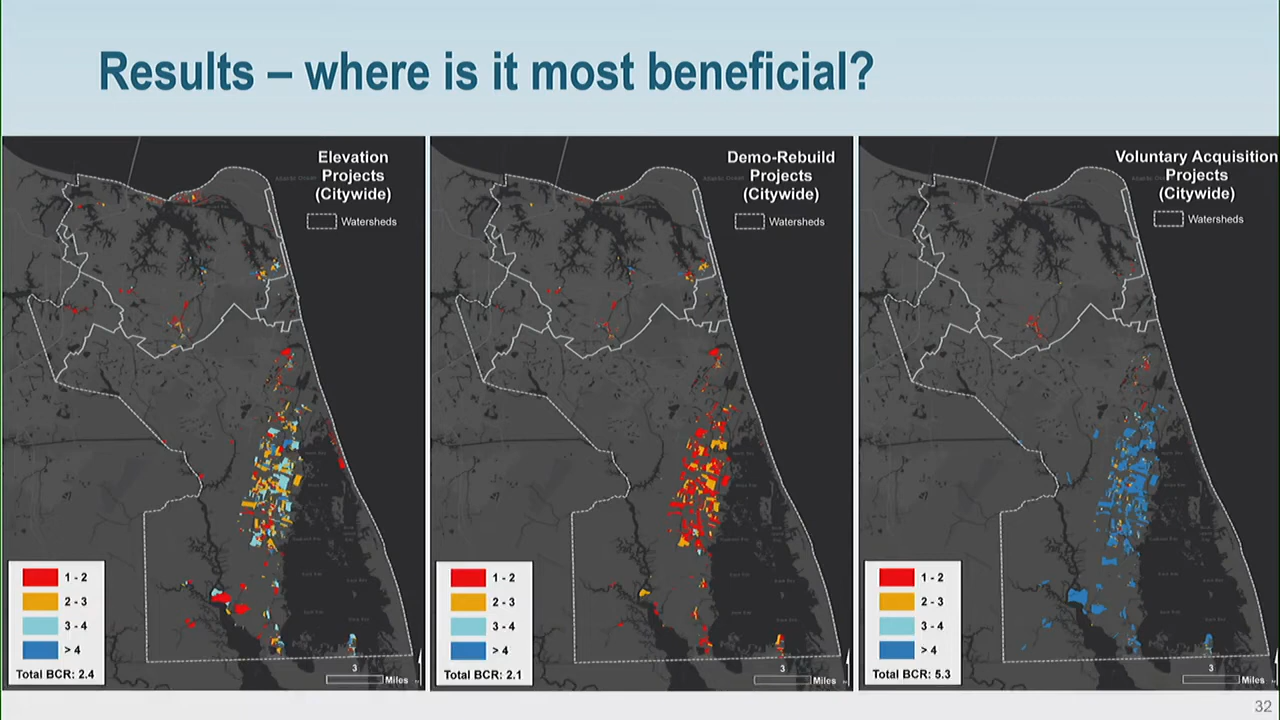 Results – where is it most beneficial?
Elevation
Projects
(Citywide)
Watersheds
1 - 2
2 - 3
3 - 4
> 4
Total BCR: 2.4
3
Miles
Demo-Rebuild
Projects
(Citywide)
Watersheds
1 - 2
2 - 3
3 - 4
> 4
Total BCR: 2.1
3
Miles
Voluntary Acquisition
Projects
(Citywide)
Watersheds
1 - 2
2 - 3
3 - 4
> 4
Total BCR: 5.3
3
Miles
32